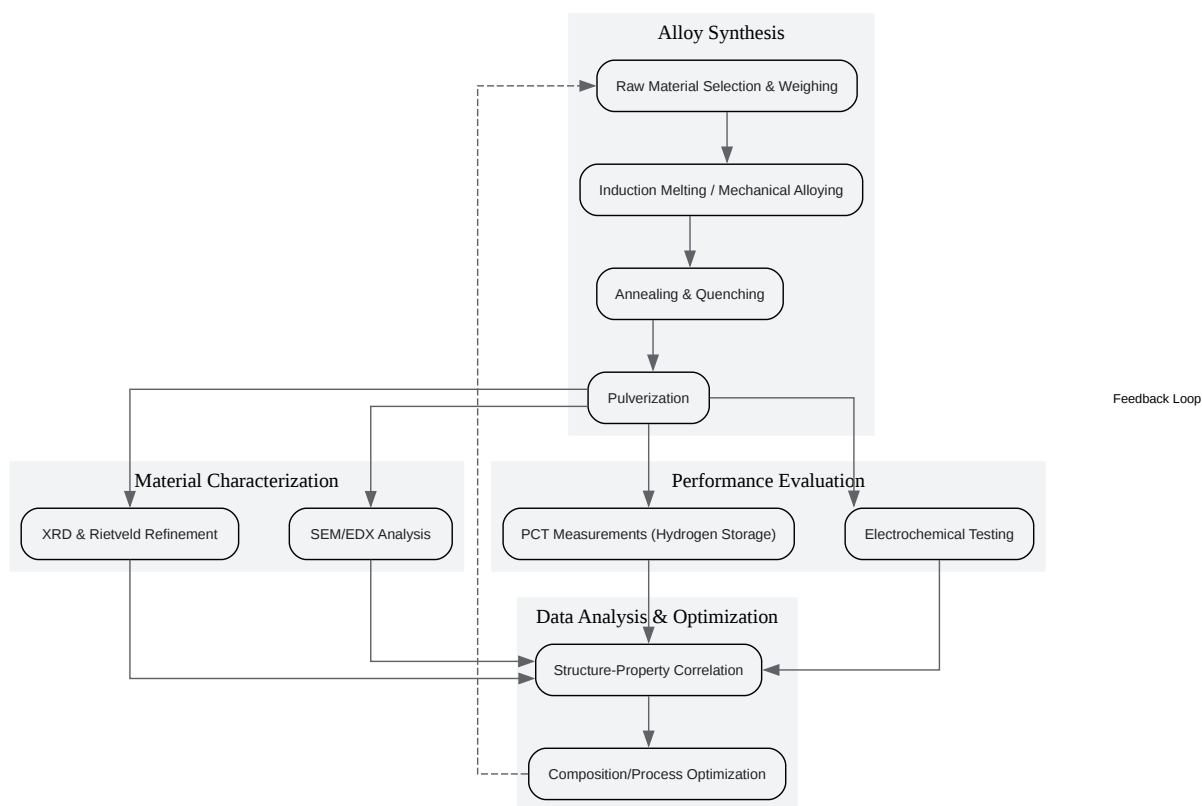 Alloy Synthesis
Raw Material Selection & Weighing
Induction Melting / Mechanical Alloying
Annealing & Quenching
Pulverization
Feedback Loop
Material Characterization
Performance Evaluation
XRD & Rietveld Refinement
SEM/EDX Analysis
PCT Measurements (Hydrogen Storage)
Electrochemical Testing
Data Analysis & Optimization
Structure-Property Correlation
Composition/Process Optimization